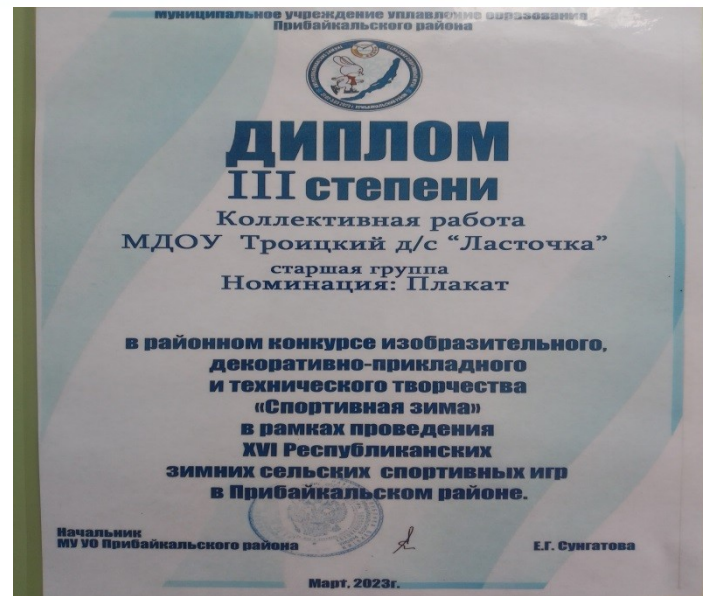 Муниципальное учреждение управление образования
Прибайкальского района
ДИПЛОМ
III степени
Коллективная работа
МДОУ Троицкий д/с “Ласточка”
старшая группа
Номинация: Плакат
в районном конкурсе изобразительного,
декоративно-прикладного
и технического творчества
«Спортивная зима»
в рамках проведения
XVI Республиканских
зимних сельских спортивных игр
в Прибайкальском районе.
Начальник
МУ УО Прибайкальского района
Е.Г. Сунгатова
Март, 2023г.